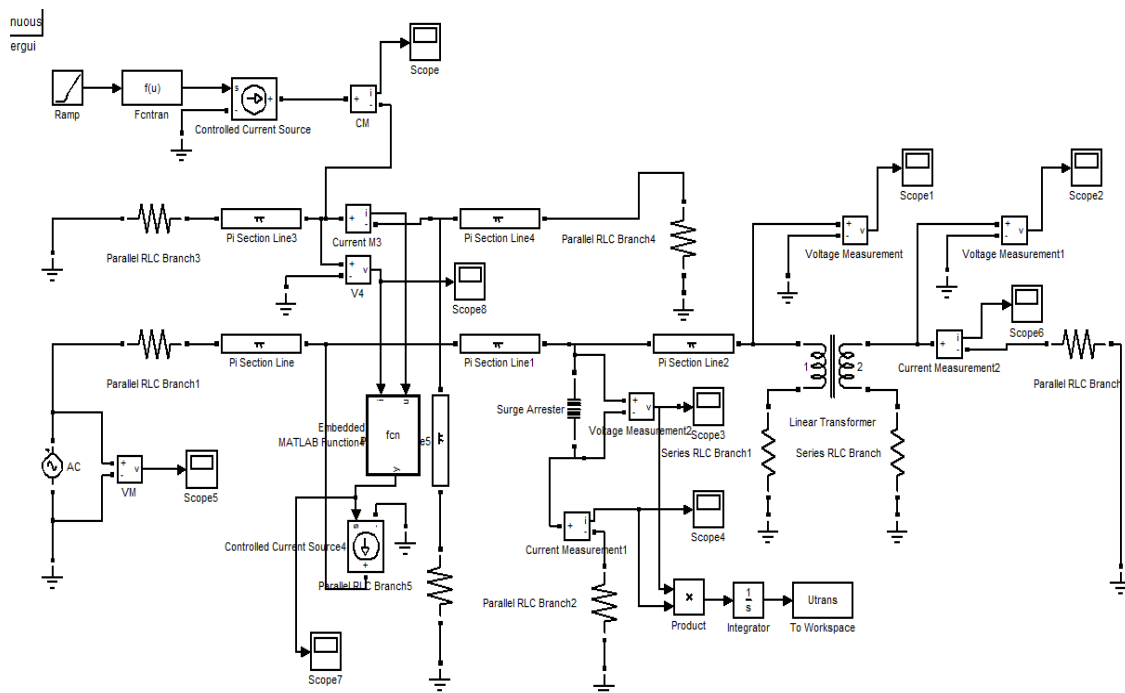 nuous
ergui
Scope
Ramp
f(u)
Fcntran
s
+
-
Controlled Current Source
+
i
-
CM
Scope1
Scope2
Parallel RLC Branch3
Pi Section Line3
+
i
-
Current M3
Pi Section Line4
Parallel RLC Branch4
+
-
v
Voltage Measurement
+
-
v
Voltage Measurement1
+
-
v
V4
Scope8
Scope6
Parallel RLC Branch1
Pi Section Line
Pi Section Line1
Pi Section Line2
1
2
+
i
-
Current Measurement2
Parallel RLC Branch
Linear Transformer
Surge Arrester
+
-
v
Voltage Measurement2
Scope3
i
u
fcn
y
Embedded
MATLAB Function4
e5
Series RLC Branch1
Series RLC Branch
AC
+
-
v
VM
Scope5
s
-
+
Controlled Current Source4
Parallel RLC Branch5
+
i
-
Current Measurement1
Scope4
Parallel RLC Branch2
×
Product
1
s
Integrator
Utrans
To Workspace
Scope7